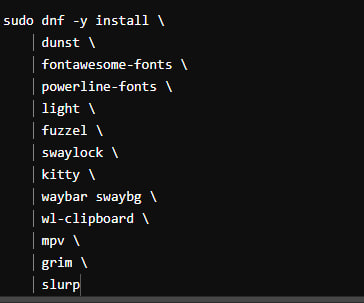 sudo dnf -y install \
dunst \
fontawesome-fonts \
powerline-fonts \
light \
fuzzel \
swaylock \
kitty \
waybar swaybg \
wl-clipboard \
mpv \
grim \
slurp